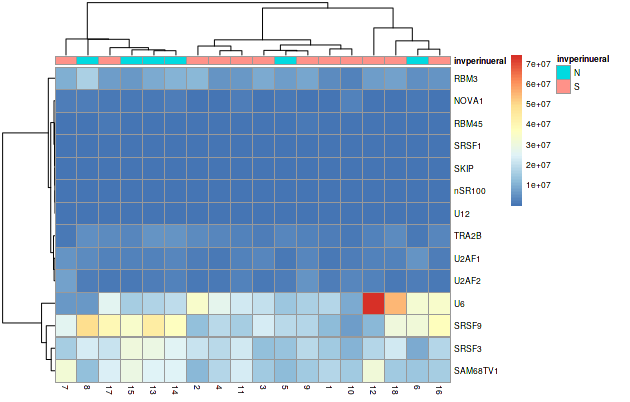 invperinueral
RBM3
NOVA1
RBM45
SRSF1
SKIP
nSR100
U12
TRA2B
U2AF1
U2AF2
U6
SRSF9
SRSF3
SAM68TV1
7 8 17 15 13 14 2 4 11 3 5 9 1 10 12 18 6 16
7e+07
6e+07
5e+07
4e+07
3e+07
2e+07
1e+07
invperinueral
N
S